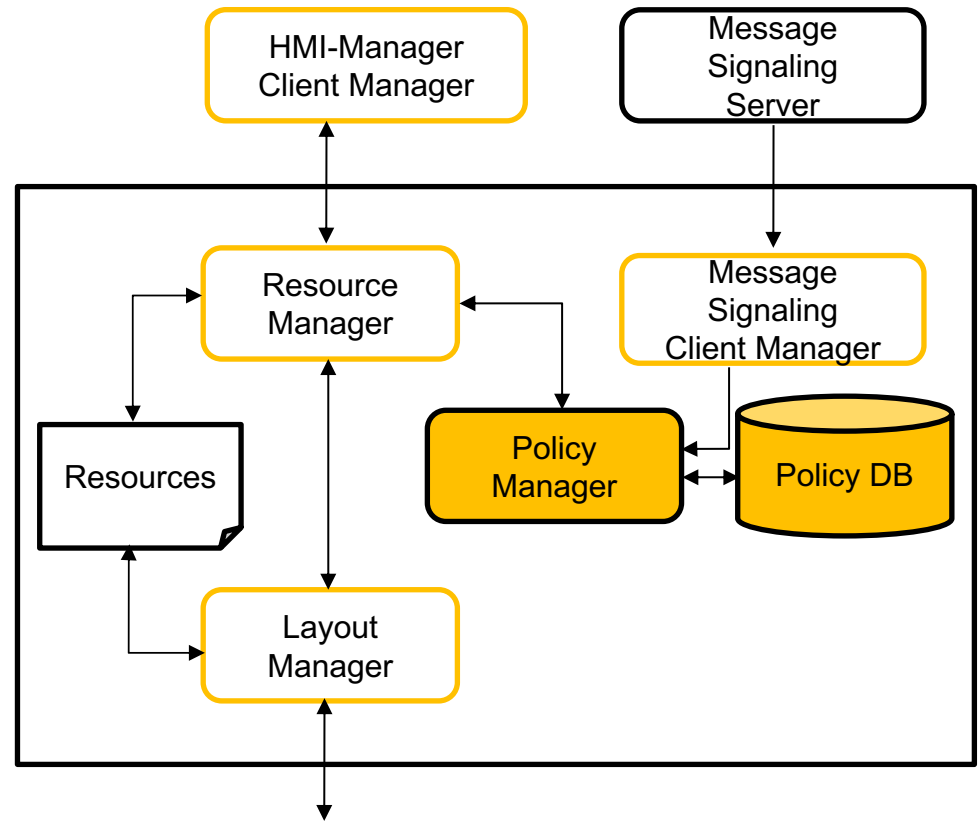 HMI-Manager
Client Manager
Message
Signaling
Server
Resource
Manager
Message
Signaling
Client Manager
Resources
Policy
Manager
Policy DB
Layout
Manager